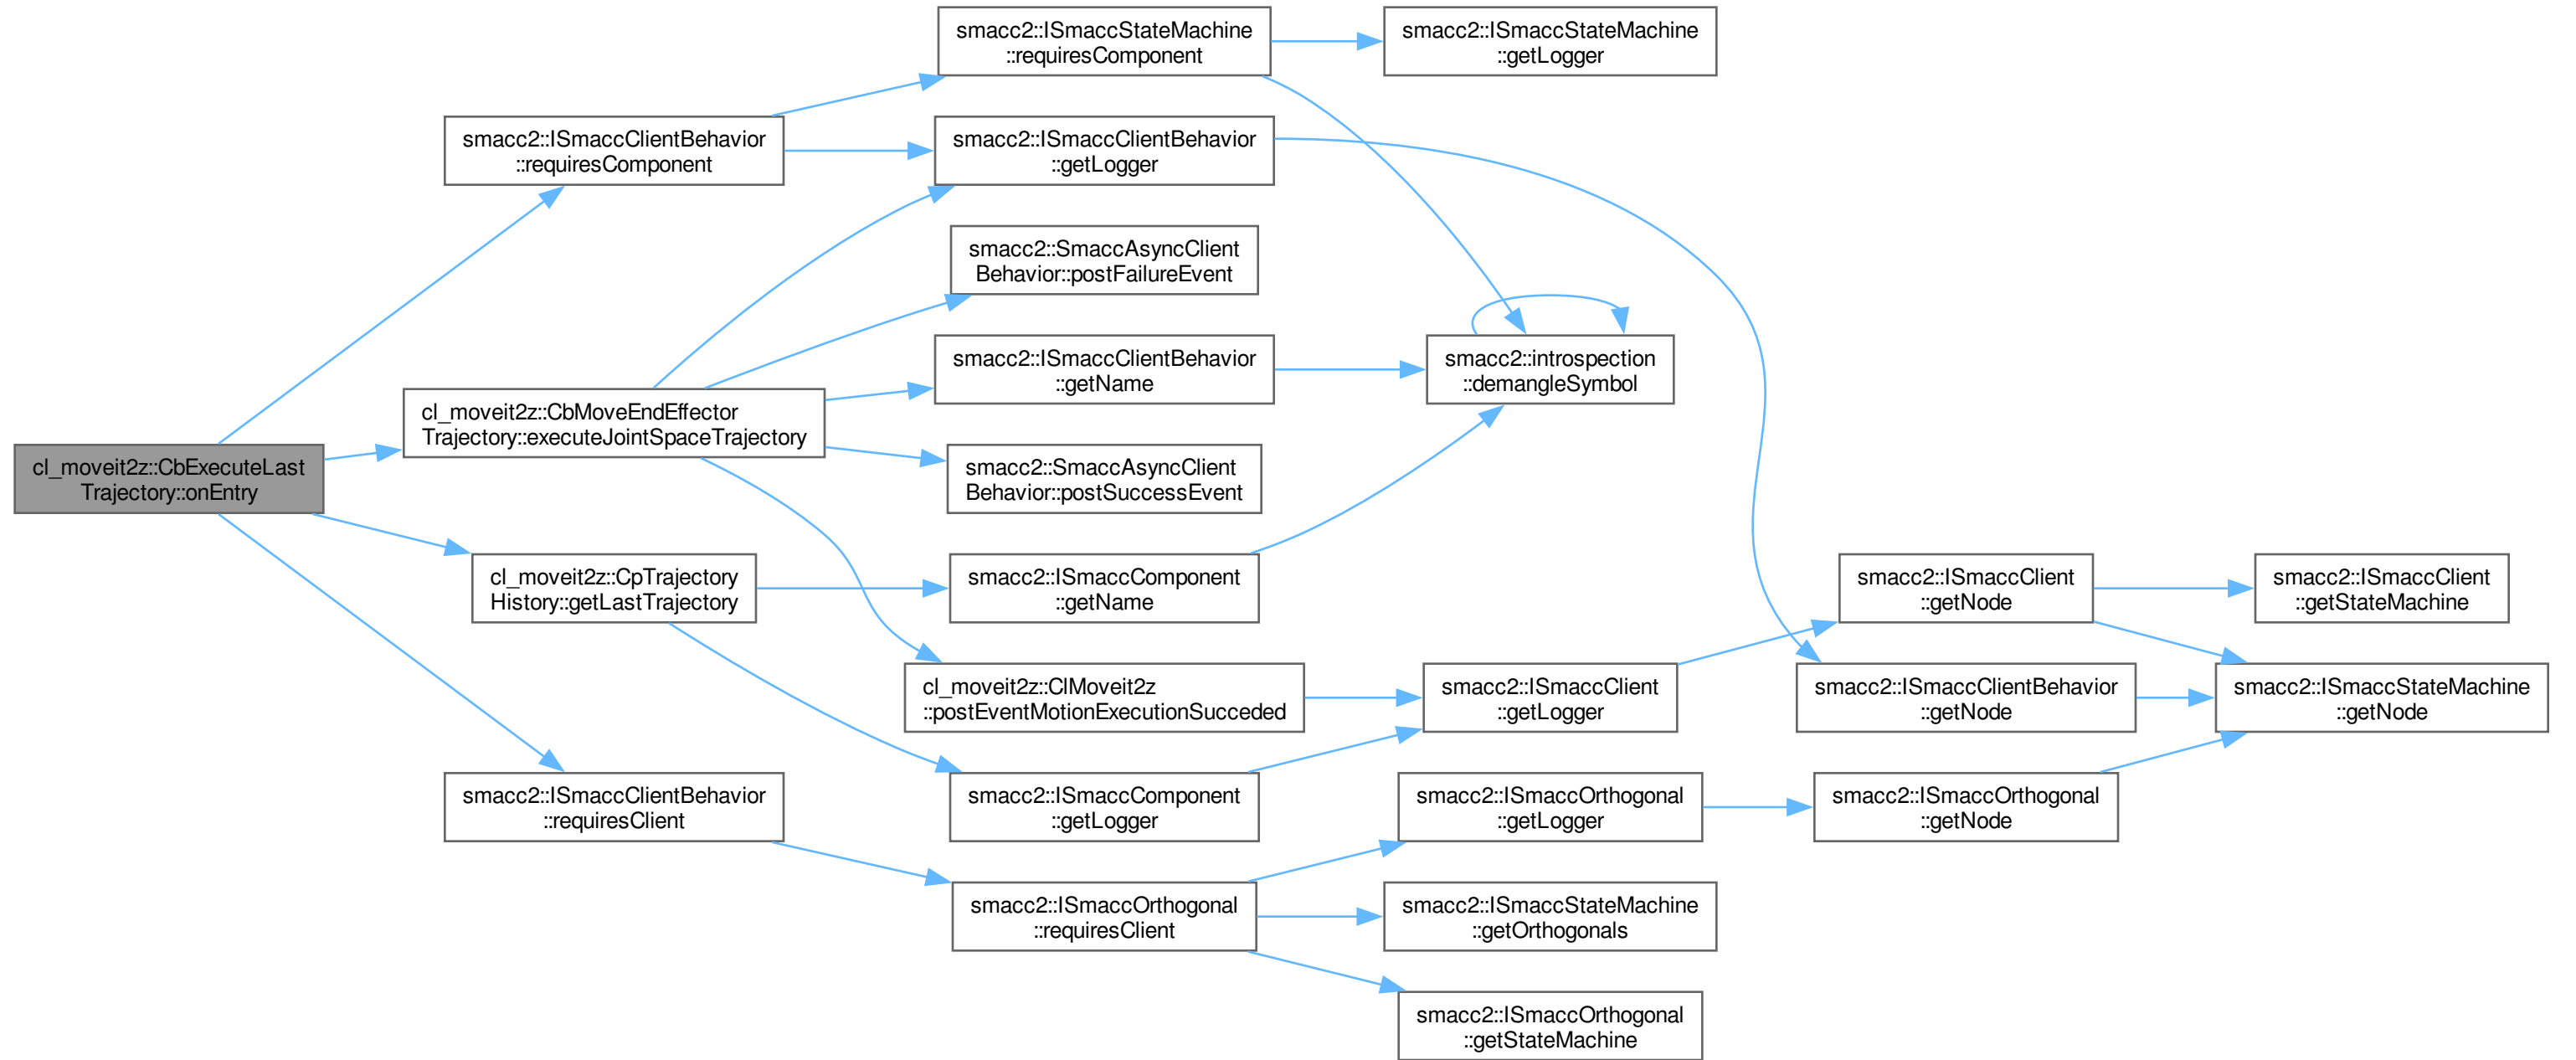 smacc2::ISmaccStateMachine
::requiresComponent
smacc2::ISmaccStateMachine
::getLogger
smacc2::ISmaccClientBehavior
::requiresComponent
smacc2::ISmaccClientBehavior
::getLogger
smacc2::SmaccAsyncClient
Behavior::postFailureEvent
smacc2::ISmaccClientBehavior
::getName
smacc2::introspection
::demangleSymbol
cl_moveit2z::CbMoveEndEffector
Trajectory::executeJointSpaceTrajectory
cl_moveit2z::CbExecuteLast
Trajectory::onEntry
smacc2::SmaccAsyncClient
Behavior::postSuccessEvent
cl_moveit2z::CpTrajectory
History::getLastTrajectory
smacc2::ISmaccComponent
::getName
smacc2::ISmaccClient
::getNode
smacc2::ISmaccClient
::getStateMachine
cl_moveit2z::ClMoveit2z
::postEventMotionExecutionSucceded
smacc2::ISmaccClient
::getLogger
smacc2::ISmaccClientBehavior
::getNode
smacc2::ISmaccStateMachine
::getNode
smacc2::ISmaccClientBehavior
::requiresClient
smacc2::ISmaccComponent
::getLogger
smacc2::ISmaccOrthogonal
::getLogger
smacc2::ISmaccOrthogonal
::getNode
smacc2::ISmaccOrthogonal
::requiresClient
smacc2::ISmaccStateMachine
::getOrthogonals
smacc2::ISmaccOrthogonal
::getStateMachine